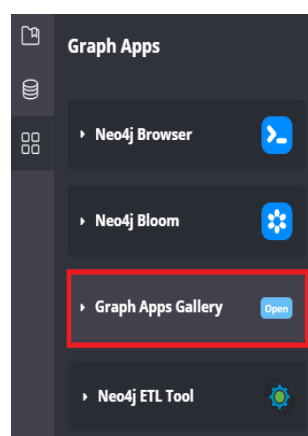 Graph Apps
Neo4j Browser
Neo4j Bloom
Graph Apps Gallery
Open
Neo4j ETL Tool